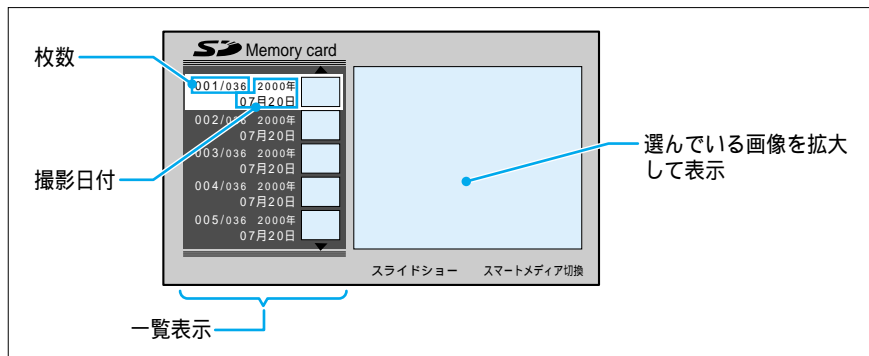 SD Memory card
枚数
001/036 2000年
07月20日
002/036 2000年
07月20日
003/036 2000年
07月20日
撮影日付
004/036 2000年
07月20日
005/036 2000年
07月20日
選んでいる画像を拡大
して表示
スライドショー スマートメディア切換
一覧表示